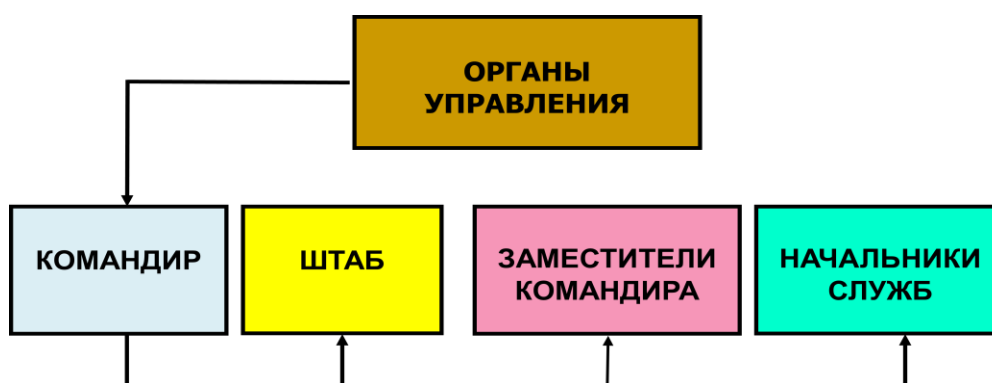 ОРГАНЫ
УПРАВЛЕНИЯ
КОМАНДИР
ШТАБ
ЗАМЕСТИТЕЛИ
КОМАНДИРА
НАЧАЛЬНИКИ
СЛУЖБ